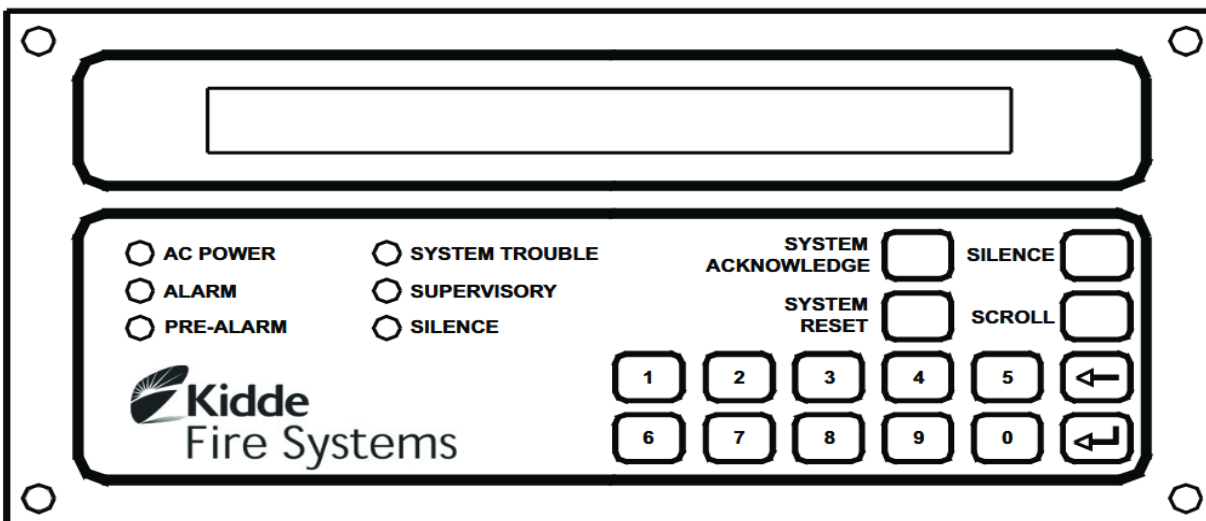 AC POWER
ALARM
PRE-ALARM
SYSTEM TROUBLE
SUPERVISORY
SILENCE
SYSTEM
ACKNOWLEDGE
SILENCE
SYSTEM
RESET
SCROLL
1 2 3 4 5
6 7 8 9 0
Kidde
Fire Systems